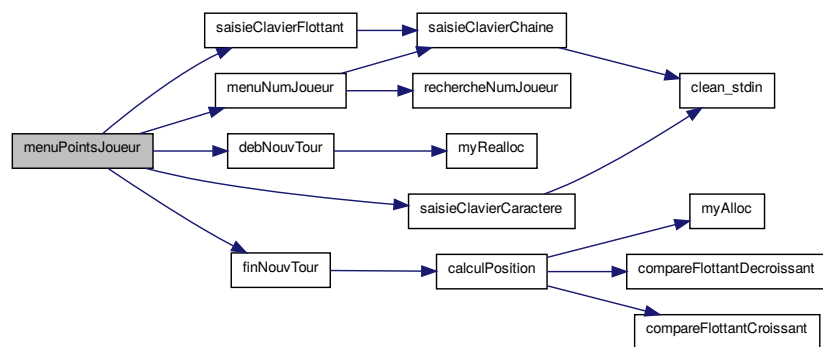 saisieClavierFlottant
saisieClavierChaine
menuNumJoueur
rechercheNumJoueur
clean_stdin
menuPointsJoueur
debNouvTour
myRealloc
saisieClavierCaractere
myAlloc
finNouvTour
calculPosition
compareFlottantDecroissant
compareFlottantCroissant